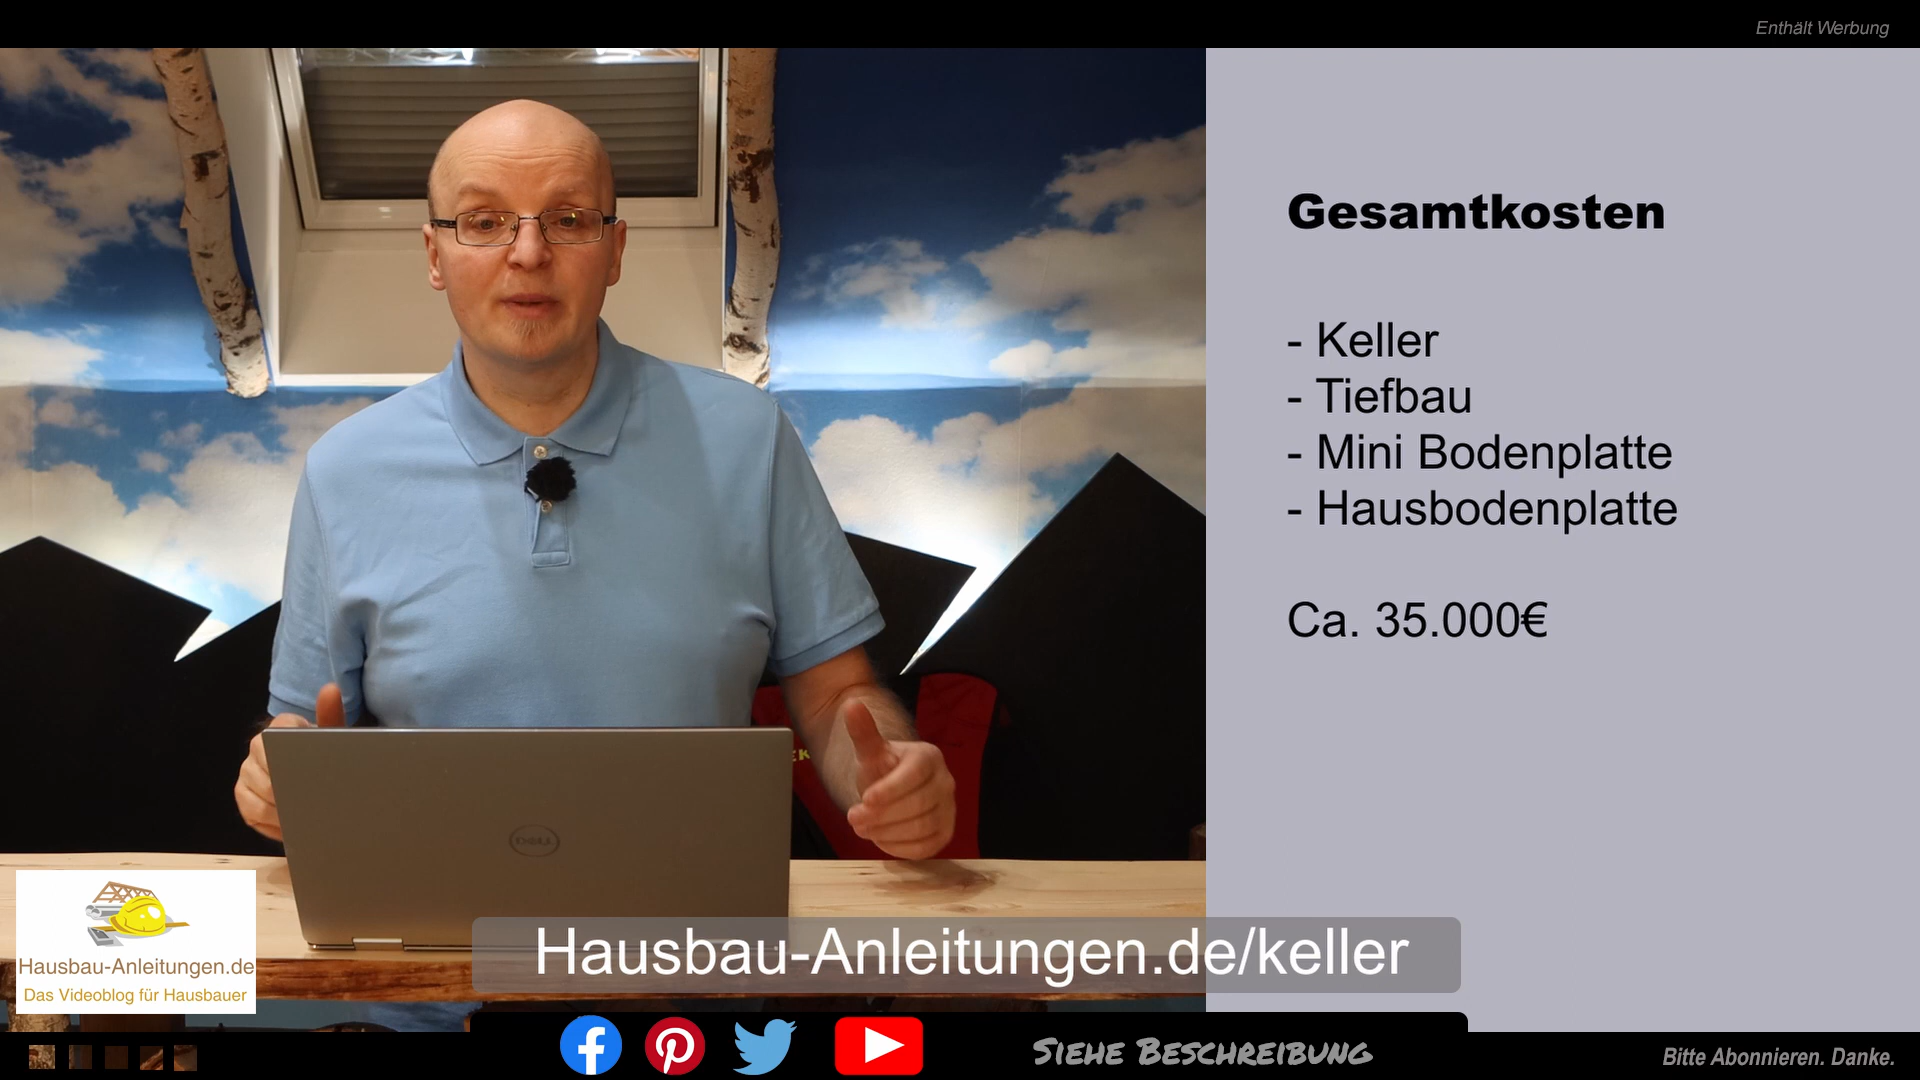 Enthält Werbung
Gesamtkosten
- Keller
- Tiefbau
- Mini Bodenplatte
- Hausbodenplatte
Ca. 35.000€
DELL
Hausbau-Anleitungen.de/keller
Hausbau-Anleitungen.de
Das Videoblog für Hausbauer
Siehe Beschreibung
Bitte Abonnieren. Danke.